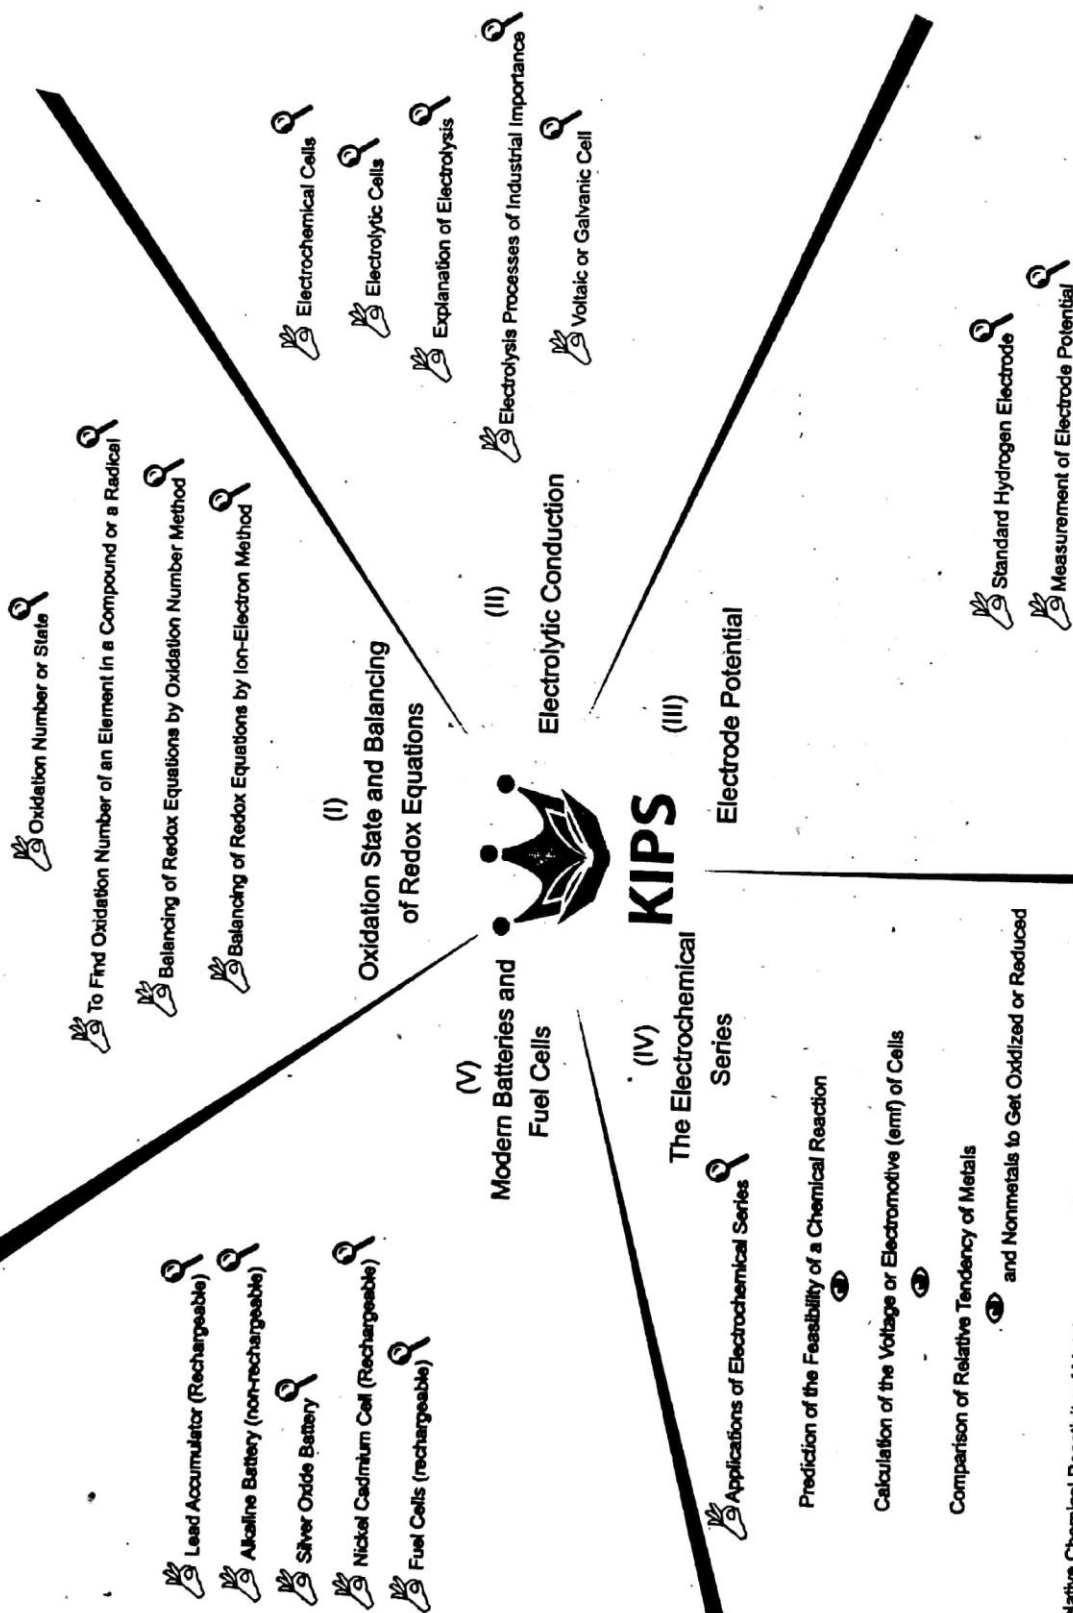 Oxidation Number or State
To Find Oxidation Number of an Element in a Compound or a Radical
Balancing of Redox Equations by Oxidation Number Method
Balancing of Redox Equations by Ion-Electron Method
(I)
Oxidation State and Balancing
of Redox Equations
Electrochemical Cells
Electrolytic Cells
Explanation of Electrolysis
Electrolysis Processes of Industrial Importance
Voltaic or Galvanic Cell
(II)
Electrolytic Conduction
KIPS
(III)
Electrode Potential
Standard Hydrogen Electrode
Measurement of Electrode Potential
(IV)
The Electrochemical
Series
Applications of Electrochemical Series
Prediction of the Feasibility of a Chemical Reaction
Calculation of the Voltage or Electromotive (emf) of Cells
Comparison of Relative Tendency of Metals
and Nonmetals to Get Oxidized or Reduced
Chemical
(V)
Modern Batteries and
Fuel Cells
Lead Accumulator (Rechargeable)
Alkaline Battery (non-rechargeable)
Silver Oxide Battery
Nickel Cadmium Cell (Rechargeable)
Fuel Cells (rechargeable)